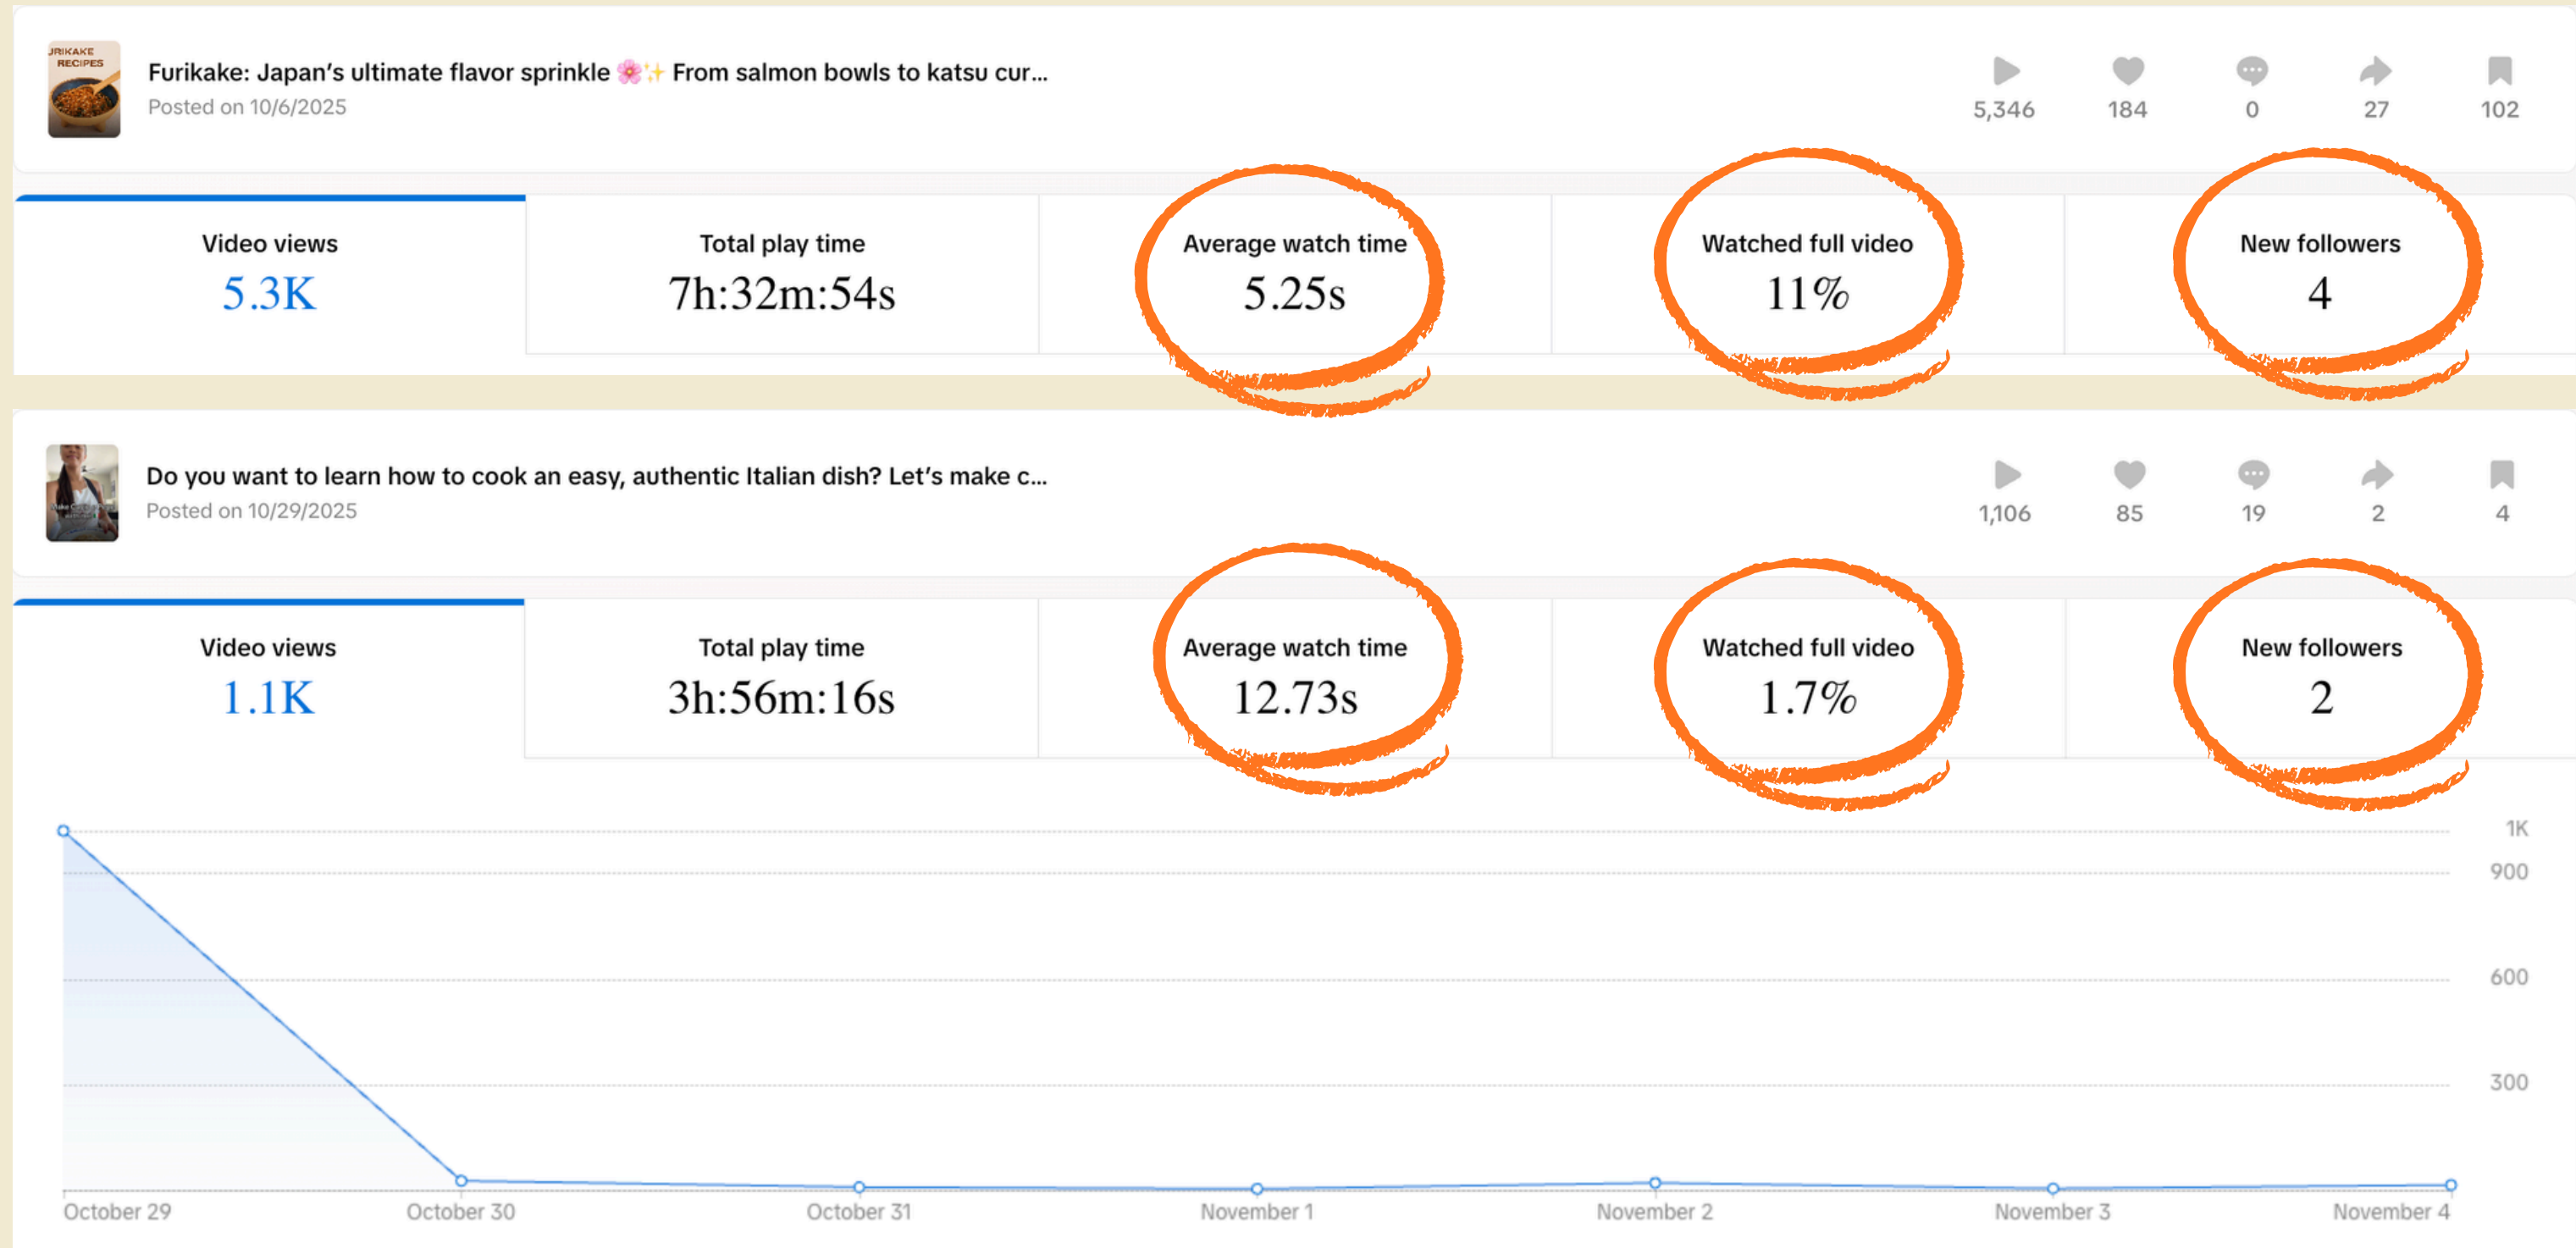 URIKAKE
RECIPES
Furikake: Japan's ultimate flavor sprinkle 🌸✨ From salmon bowls to katsu cur...
Posted on 10/6/2025
5,346 184 0 27 102
Video views Total play time Average watch time Watched full video New followers
5.3K 7h:32m:54s 5.25s 11% 4
Do you want to learn how to cook an easy, authentic Italian dish? Let's make c...
Posted on 10/29/2025
1,106 85 19 2 4
Video views Total play time Average watch time Watched full video New followers
1.1K 3h:56m:16s 12.73s 1.7% 2
1K
900
600
300
October 29 October 30 October 31 November 1 November 2 November 3 November 4